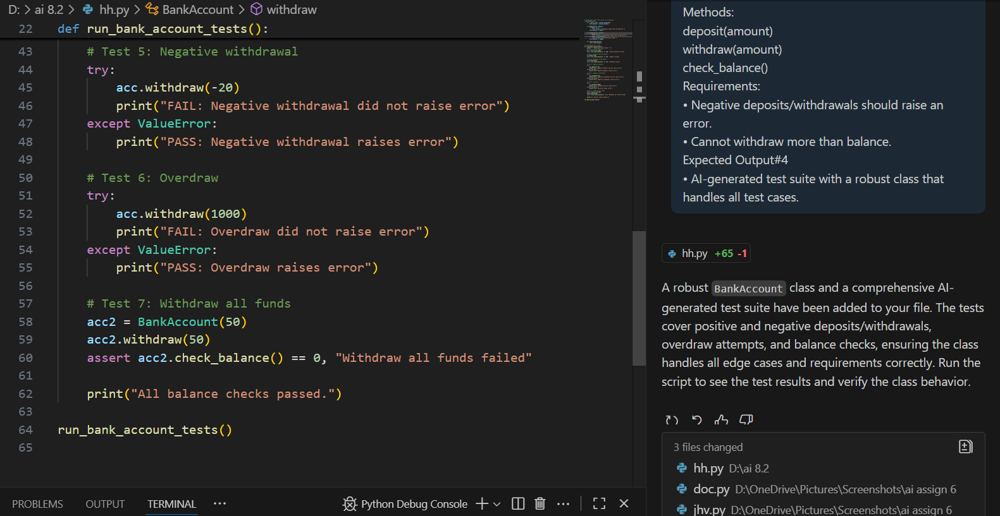 D: > ai 8.2 > hh.py > BankAccount > withdraw
22 def run_bank_account_tests():
43 # Test 5: Negative withdrawal
44 try:
45 acc.withdraw(-20)
46 print("FAIL: Negative withdrawal did not raise error")
47 except ValueError:
48 print("PASS: Negative withdrawal raises error")
49
50 # Test 6: Overdraw
51 try:
52 acc.withdraw(1000)
53 print("FAIL: Overdraw did not raise error")
54 except ValueError:
55 print("PASS: Overdraw raises error")
56
57 # Test 7: Withdraw all funds
58 acc2 = BankAccount(50)
59 acc2.withdraw(50)
60 assert acc2.check_balance() == 0, "Withdraw all funds failed"
61
62 print("All balance checks passed.")
63
64 run_bank_account_tests()
65
PROBLEMS OUTPUT TERMINAL ··· Python Debug Console
Methods:
deposit(amount)
withdraw(amount)
check_balance()
Requirements:
• Negative deposits/withdrawals should raise an
error.
• Cannot withdraw more than balance.
Expected Output#4
• AI-generated test suite with a robust class that
handles all test cases.
hh.py +65 -1
A robust BankAccount class and a comprehensive AI-
generated test suite have been added to your file. The tests
cover positive and negative deposits/withdrawals,
overdraw attempts, and balance checks, ensuring the class
handles all edge cases and requirements correctly. Run the
script to see the test results and verify the class behavior.
3 files changed
hh.py D:\ai 8.2
doc.py D:\OneDrive\Pictures\Screenshots\ai assign 6
jhv.py D:\OneDrive\Pictures\Screenshots\ai assign 6